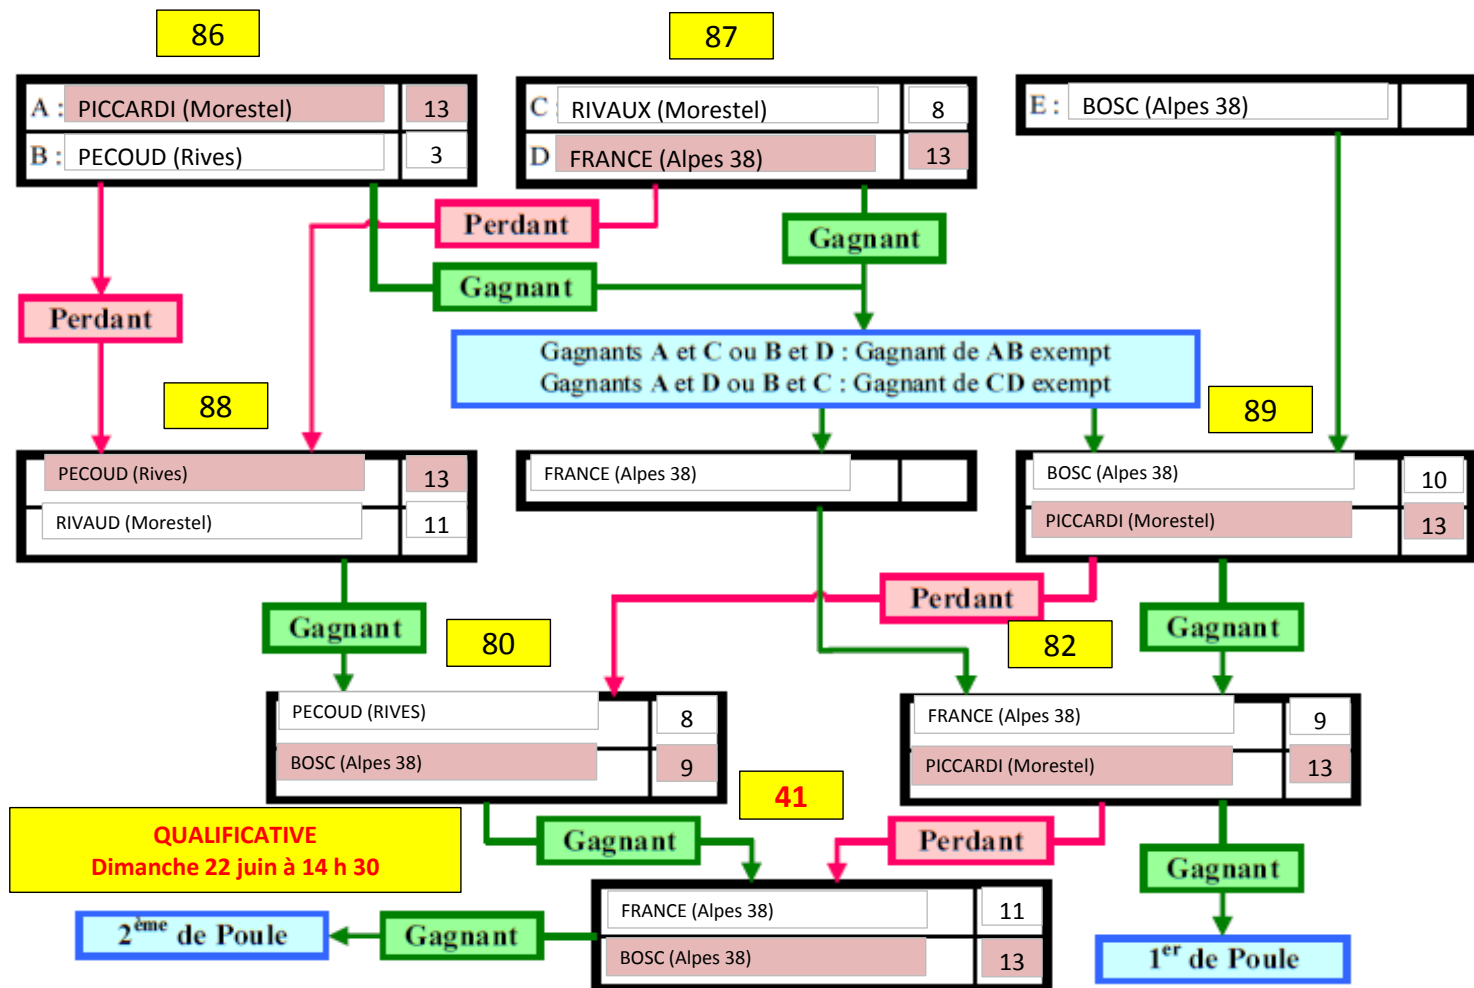 86
87
A : PICCARDI (Morestel) 13
B : PECOUD (Rives) 3
C RIVAUX (Morestel) 8
D FRANCE (Alpes 38) 13
E : BOSC (Alpes 38)
Perdant
Gagnant
Gagnant
Perdant
Gagnants A et C ou B et D : Gagnant de AB exempt
Gagnants A et D ou B et C : Gagnant de CD exempt
88
89
PECOUD (Rives) 13
RIVAUD (Morestel) 11
FRANCE (Alpes 38)
BOSC (Alpes 38) 10
PICCARDI (Morestel) 13
Perdant
Gagnant
Gagnant
80
82
PECOUD (RIVES) 8
BOSC (Alpes 38) 9
FRANCE (Alpes 38) 9
PICCARDI (Morestel) 13
41
QUALIFICATIVE
Dimanche 22 juin à 14 h 30
Gagnant
Perdant
Gagnant
FRANCE (Alpes 38) 11
BOSC (Alpes 38) 13
2ème de Poule
Gagnant
1er de Poule